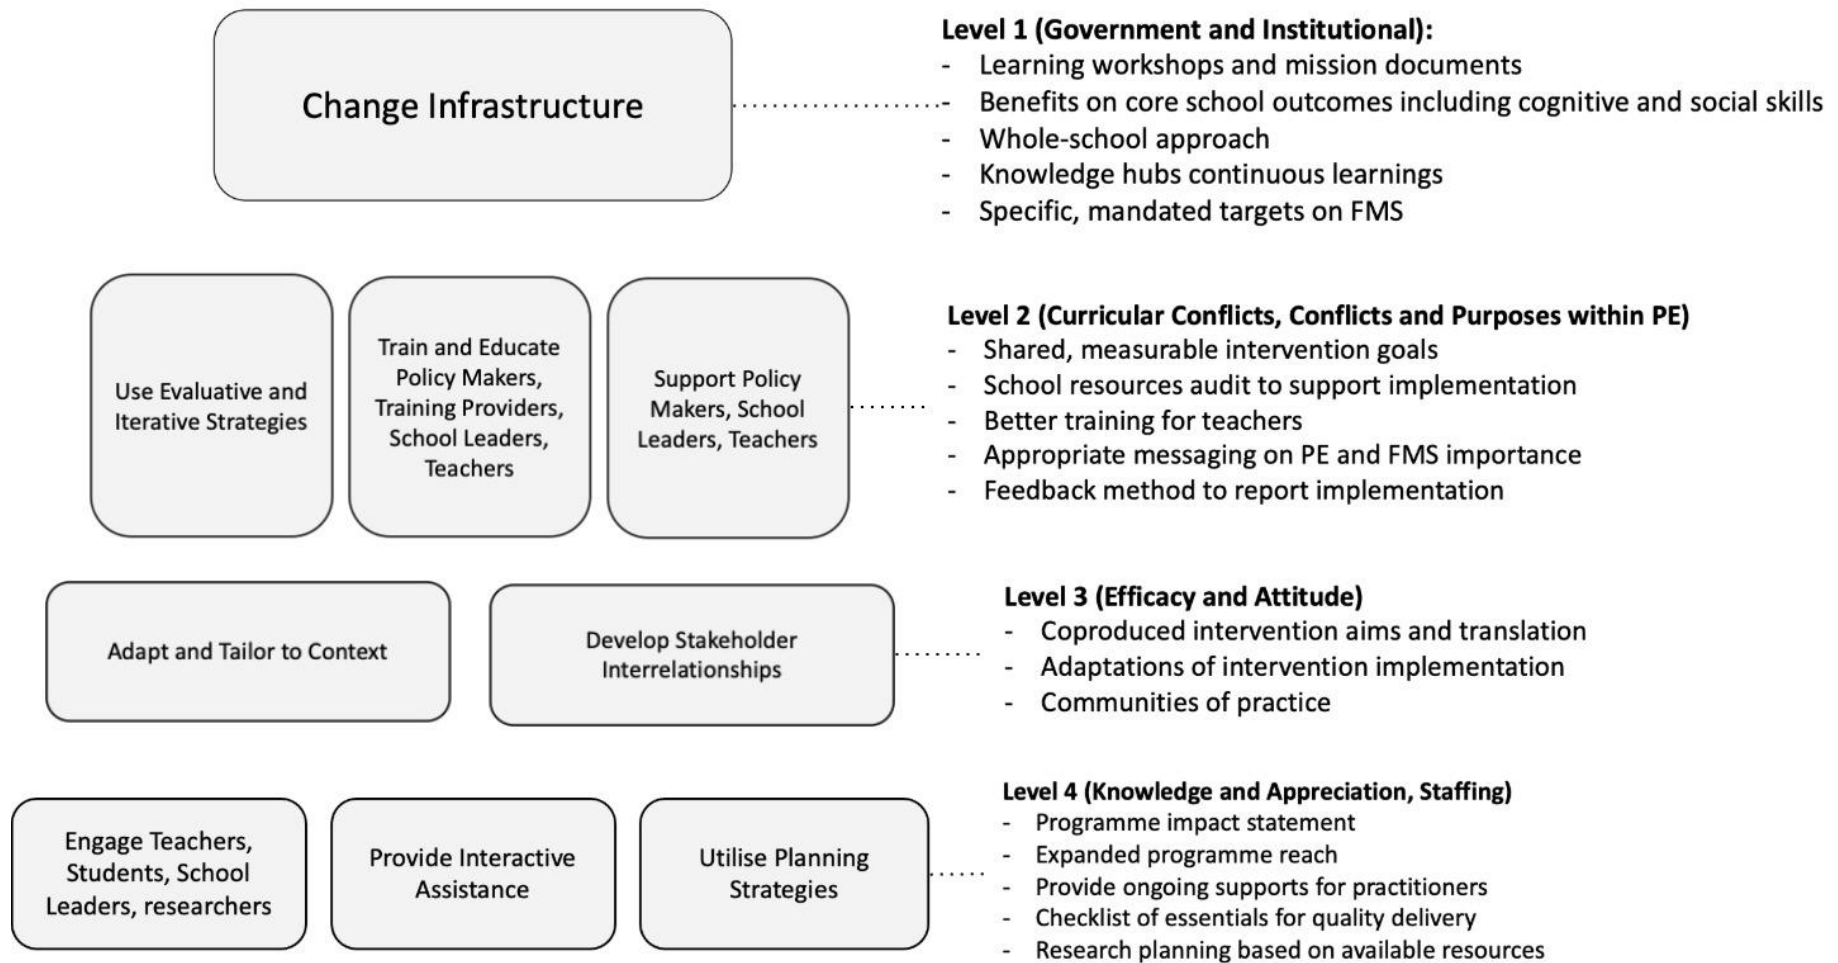 Change Infrastructure
Level 1 (Government and Institutional):
- Learning workshops and mission documents
- Benefits on core school outcomes including cognitive and social skills
- Whole-school approach
- Knowledge hubs continuous learnings
- Specific, mandated targets on FMS
Use Evaluative and
Iterative Strategies
Train and Educate
Policy Makers,
Training Providers,
School Leaders,
Teachers
Support Policy
Makers, School
Leaders, Teachers
Level 2 (Curricular Conflicts, Conflicts and Purposes within PE)
- Shared, measurable intervention goals
- School resources audit to support implementation
- Better training for teachers
- Appropriate messaging on PE and FMS importance
- Feedback method to report implementation
Adapt and Tailor to Context
Develop Stakeholder
Interrelationships
Level 3 (Efficacy and Attitude)
- Coproduced intervention aims and translation
- Adaptations of intervention implementation
- Communities of practice
Engage Teachers,
Students, School
Leaders, researchers
Provide Interactive
Assistance
Utilise Planning
Strategies
Level 4 (Knowledge and Appreciation, Staffing)
- Programme impact statement
- Expanded programme reach
- Provide ongoing supports for practitioners
- Checklist of essentials for quality delivery
- Research planning based on available resources